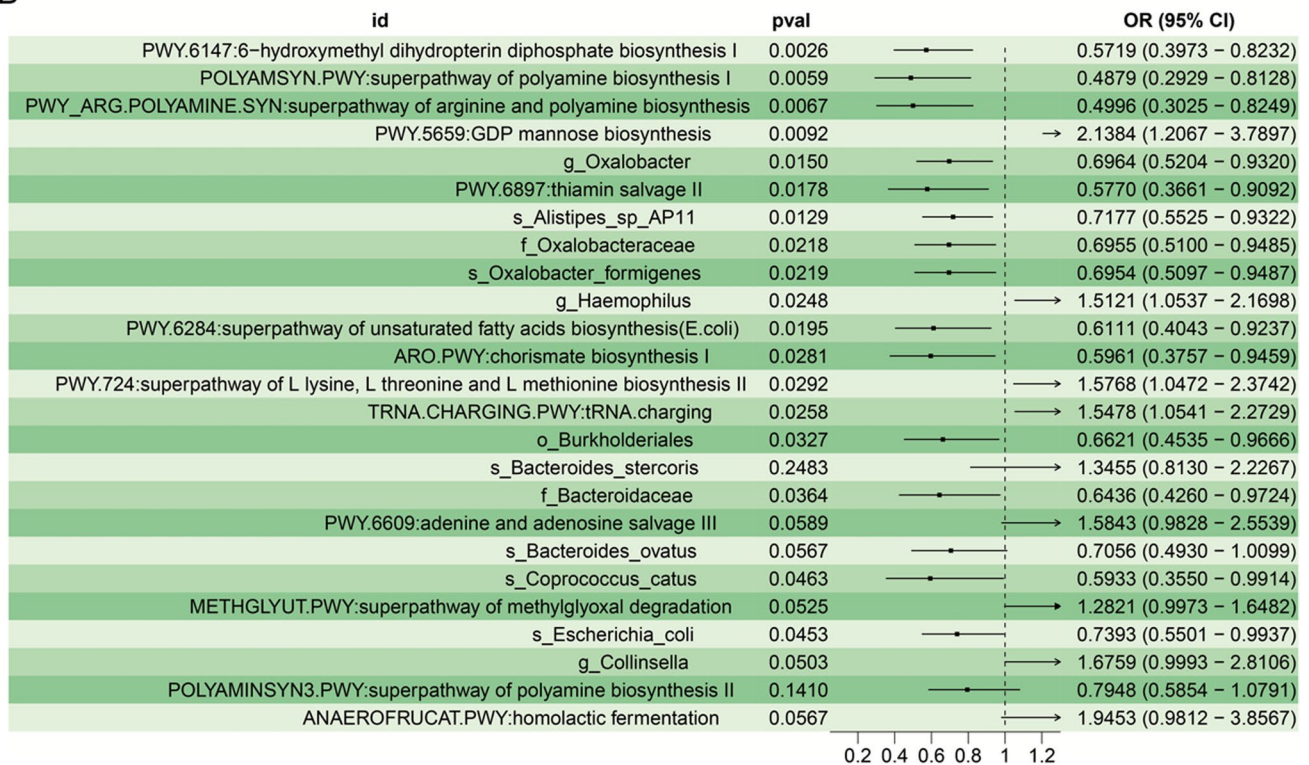 id pval OR (95% CI)
PWY.6147:6−hydroxymethyl dihydropterin diphosphate biosynthesis I 0.0026 0.5719 (0.3973 − 0.8232)
POLYAMSYN.PWY:superpathway of polyamine biosynthesis I 0.0059 0.4879 (0.2929 − 0.8128)
PWY_ARG.POLYAMINE.SYN:superpathway of arginine and polyamine biosynthesis 0.0067 0.4996 (0.3025 − 0.8249)
PWY.5659:GDP mannose biosynthesis 0.0092 2.1384 (1.2067 − 3.7897)
g_Oxalobacter 0.0150 0.6964 (0.5204 − 0.9320)
PWY.6897:thiamin salvage II 0.0178 0.5770 (0.3661 − 0.9092)
s_Alistipes_sp_AP11 0.0129 0.7177 (0.5525 − 0.9322)
f_Oxalobacteraceae 0.0218 0.6955 (0.5100 − 0.9485)
s_Oxalobacter_formigenes 0.0219 0.6954 (0.5097 − 0.9487)
g_Haemophilus 0.0248 1.5121 (1.0537 − 2.1698)
PWY.6284:superpathway of unsaturated fatty acids biosynthesis(E.coli) 0.0195 0.6111 (0.4043 − 0.9237)
ARO.PWY:chorismate biosynthesis I 0.0281 0.5961 (0.3757 − 0.9459)
PWY.724:superpathway of L lysine, L threonine and L methionine biosynthesis II 0.0292 1.5768 (1.0472 − 2.3742)
TRNA.CHARGING.PWY:tRNA.charging 0.0258 1.5478 (1.0541 − 2.2729)
o_Burkholderiales 0.0327 0.6621 (0.4535 − 0.9666)
s_Bacteroides_stercoris 0.2483 1.3455 (0.8130 − 2.2267)
f_Bacteroidaceae 0.0364 0.6436 (0.4260 − 0.9724)
PWY.6609:adenine and adenosine salvage III 0.0589 1.5843 (0.9828 − 2.5539)
s_Bacteroides_ovatus 0.0567 0.7056 (0.4930 − 1.0099)
s_Coprococcus_catus 0.0463 0.5933 (0.3550 − 0.9914)
METHGLYUT.PWY:superpathway of methylglyoxal degradation 0.0525 1.2821 (0.9973 − 1.6482)
s_Escherichia_coli 0.0453 0.7393 (0.5501 − 0.9937)
g_Collinsella 0.0503 1.6759 (0.9993 − 2.8106)
POLYAMINSYN3.PWY:superpathway of polyamine biosynthesis II 0.1410 0.7948 (0.5854 − 1.0791)
ANAEROFRUCAT.PWY:homolactic fermentation 0.0567 1.9453 (0.9812 − 3.8567)
0.2 0.4 0.6 0.8 1 1.2